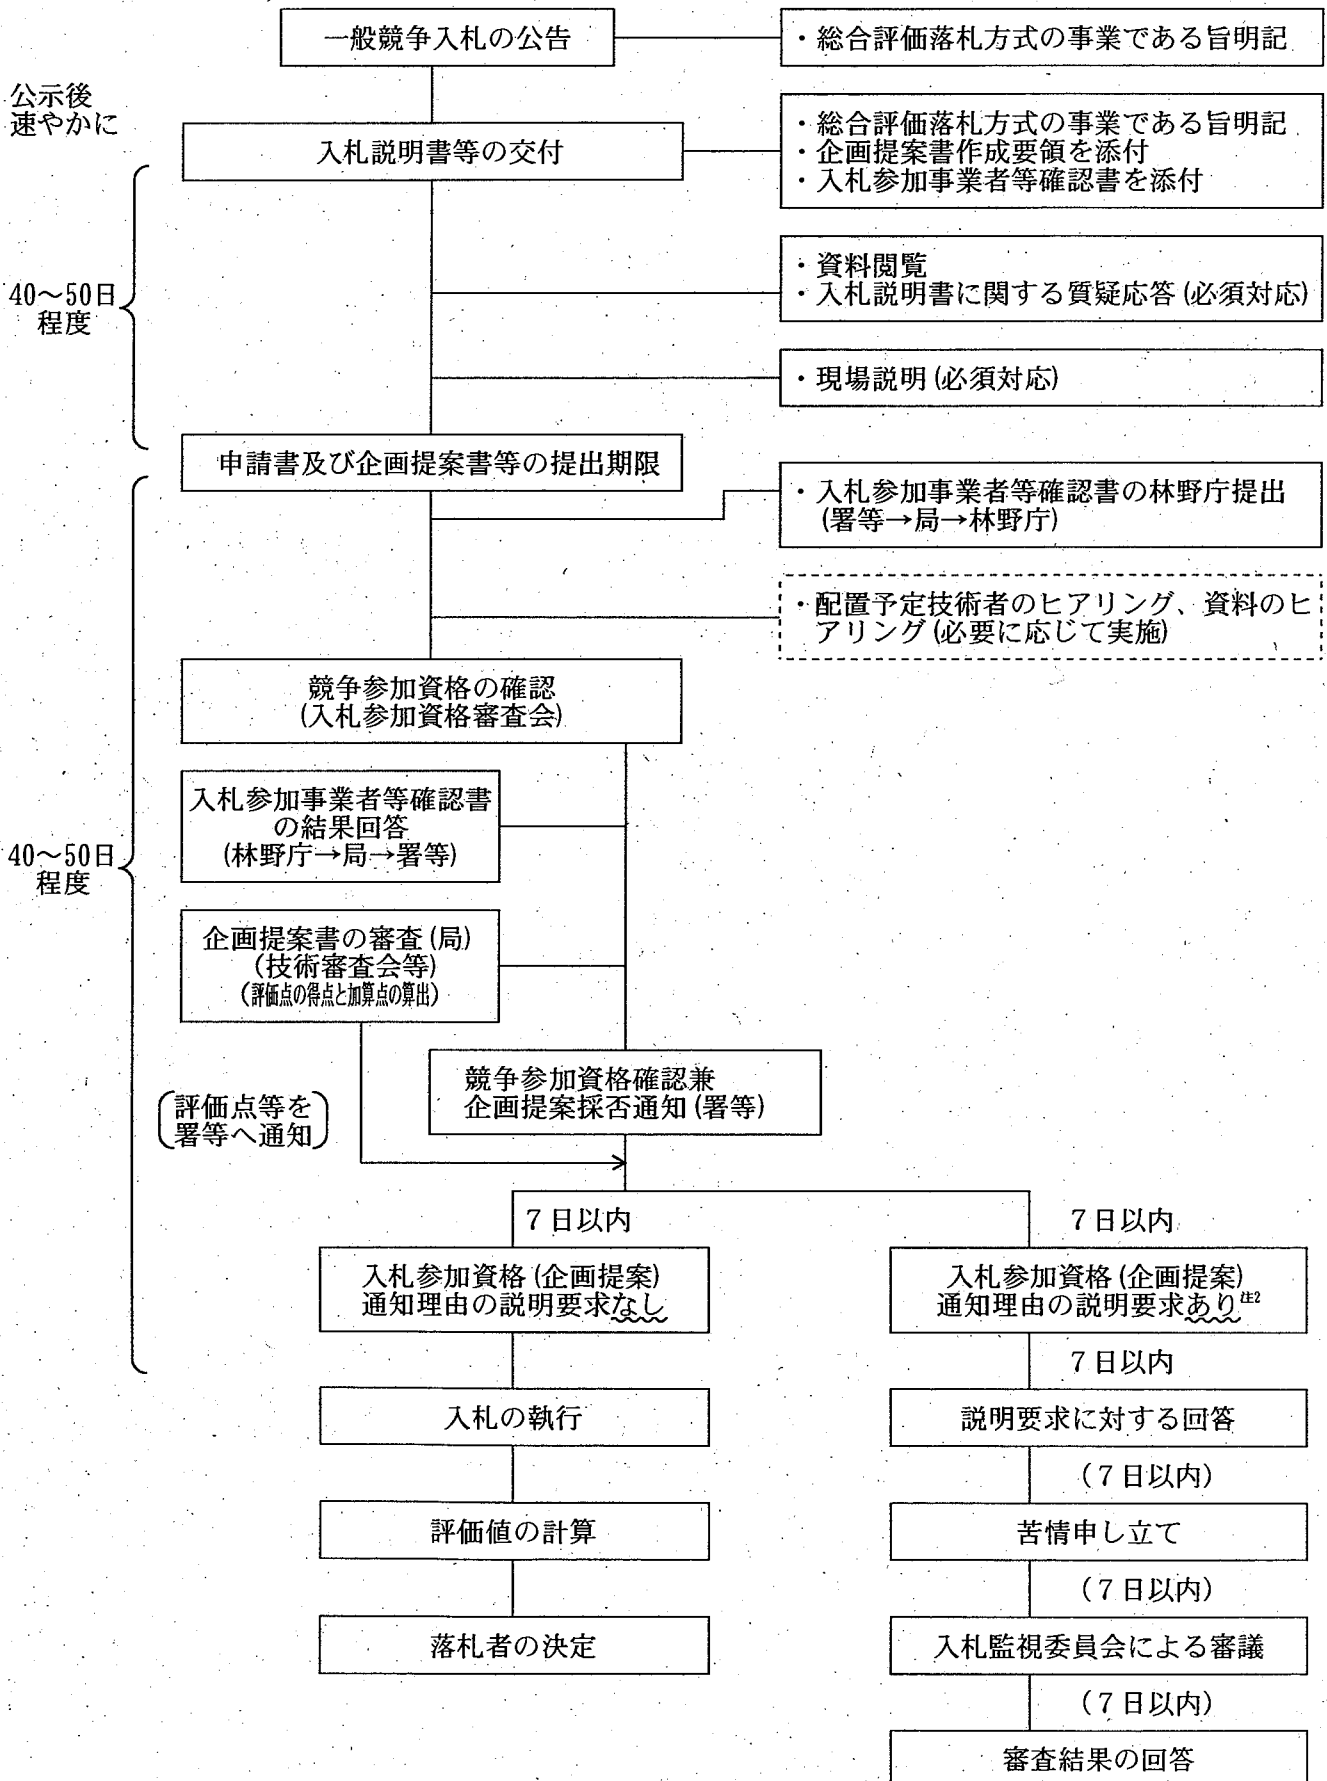 一般競争入札の公告
・総合評価落札方式の事業である旨明記
公示後
速やかに
入札説明書等の交付
・総合評価落札方式の事業である旨明記
・企画提案書作成要領を添付
・入札参加事業者等確認書を添付
40～50日
程度
・資料閲覧
・入札説明書に関する質疑応答(必須対応)
・現場説明(必須対応)
申請書及び企画提案書等の提出期限
・入札参加事業者等確認書の林野庁提出
(署等→局→林野庁)
・配置予定技術者のヒアリング、資料のヒ
アリング(必要に応じて実施)
競争参加資格の確認
(入札参加資格審査会)
入札参加事業者等確認書
の結果回答
(林野庁→局→署等)
40～50日
程度
企画提案書の審査(局)
(技術審査会等)
(評価点の得点と加算点の算出)
競争参加資格確認兼
企画提案採否通知(署等)
評価点等を
署等へ通知
7日以内
7日以内
入札参加資格(企画提案)
通知理由の説明要求なし
入札参加資格(企画提案)
通知理由の説明要求あり注2
7日以内
入札の執行
説明要求に対する回答
(7日以内)
評価値の計算
苦情申し立て
(7日以内)
落札者の決定
入札監視委員会による審議
(7日以内)
審査結果の回答